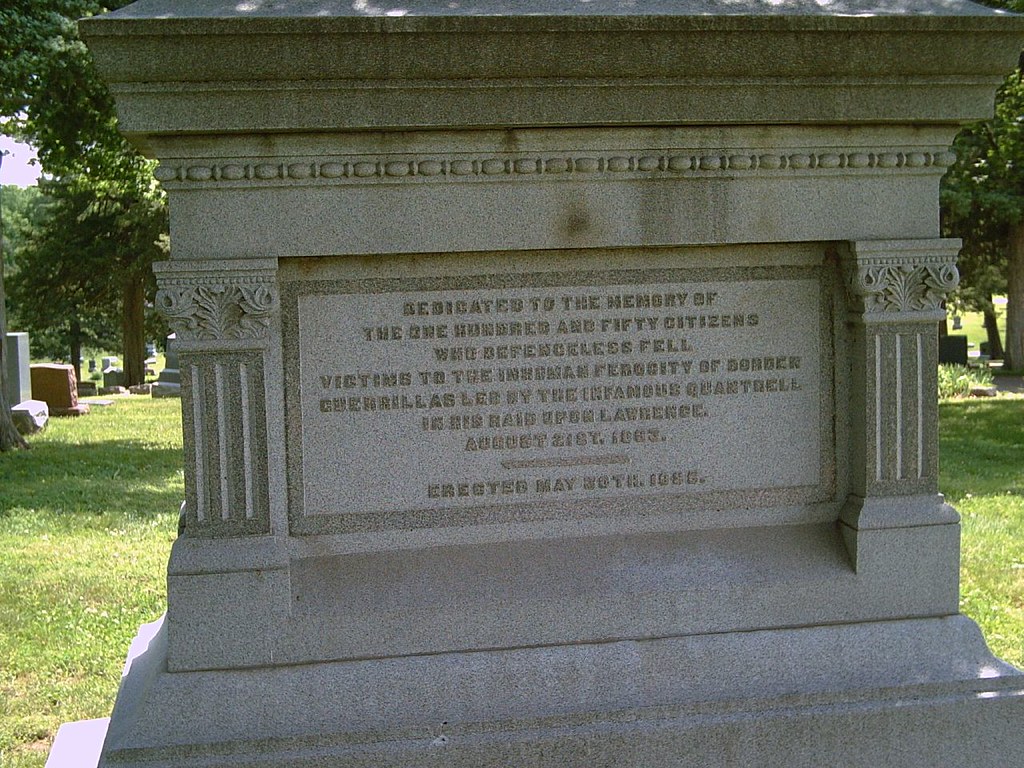 DEDICATED TO THE MEMORY OF
THE ONE HUNDRED AND FIFTY CITIZENS
WHO DEFENCELESS FELL
VICTIMS TO THE INHUMAN FEROCITY OF BORDER
GUERRILLAS LED BY THE INFAMOUS QUANTRELL
IN HIS RAID UPON LAWRENCE.
AUGUST 21ST, 1863.
ERECTED MAY 30TH, 1895.